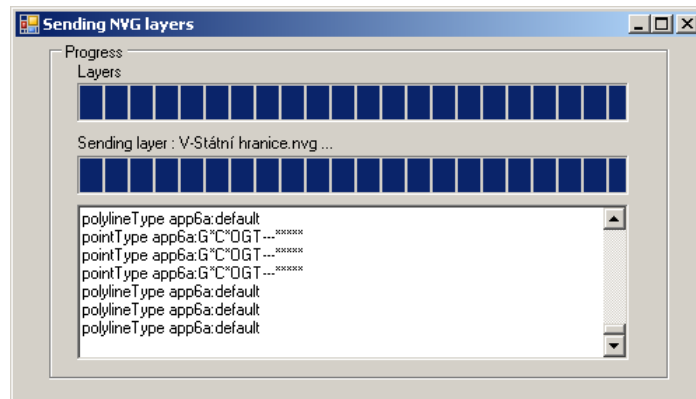 Sending NVG layers
Progress
Layers
Sending layer : V-Státní hranice.nvg ...
polylineType app6a:default
pointType app6a:G*C*OGT---*****
pointType app6a:G*C*OGT---*****
pointType app6a:G*C*OGT---*****
polylineType app6a:default
polylineType app6a:default
polylineType app6a:default